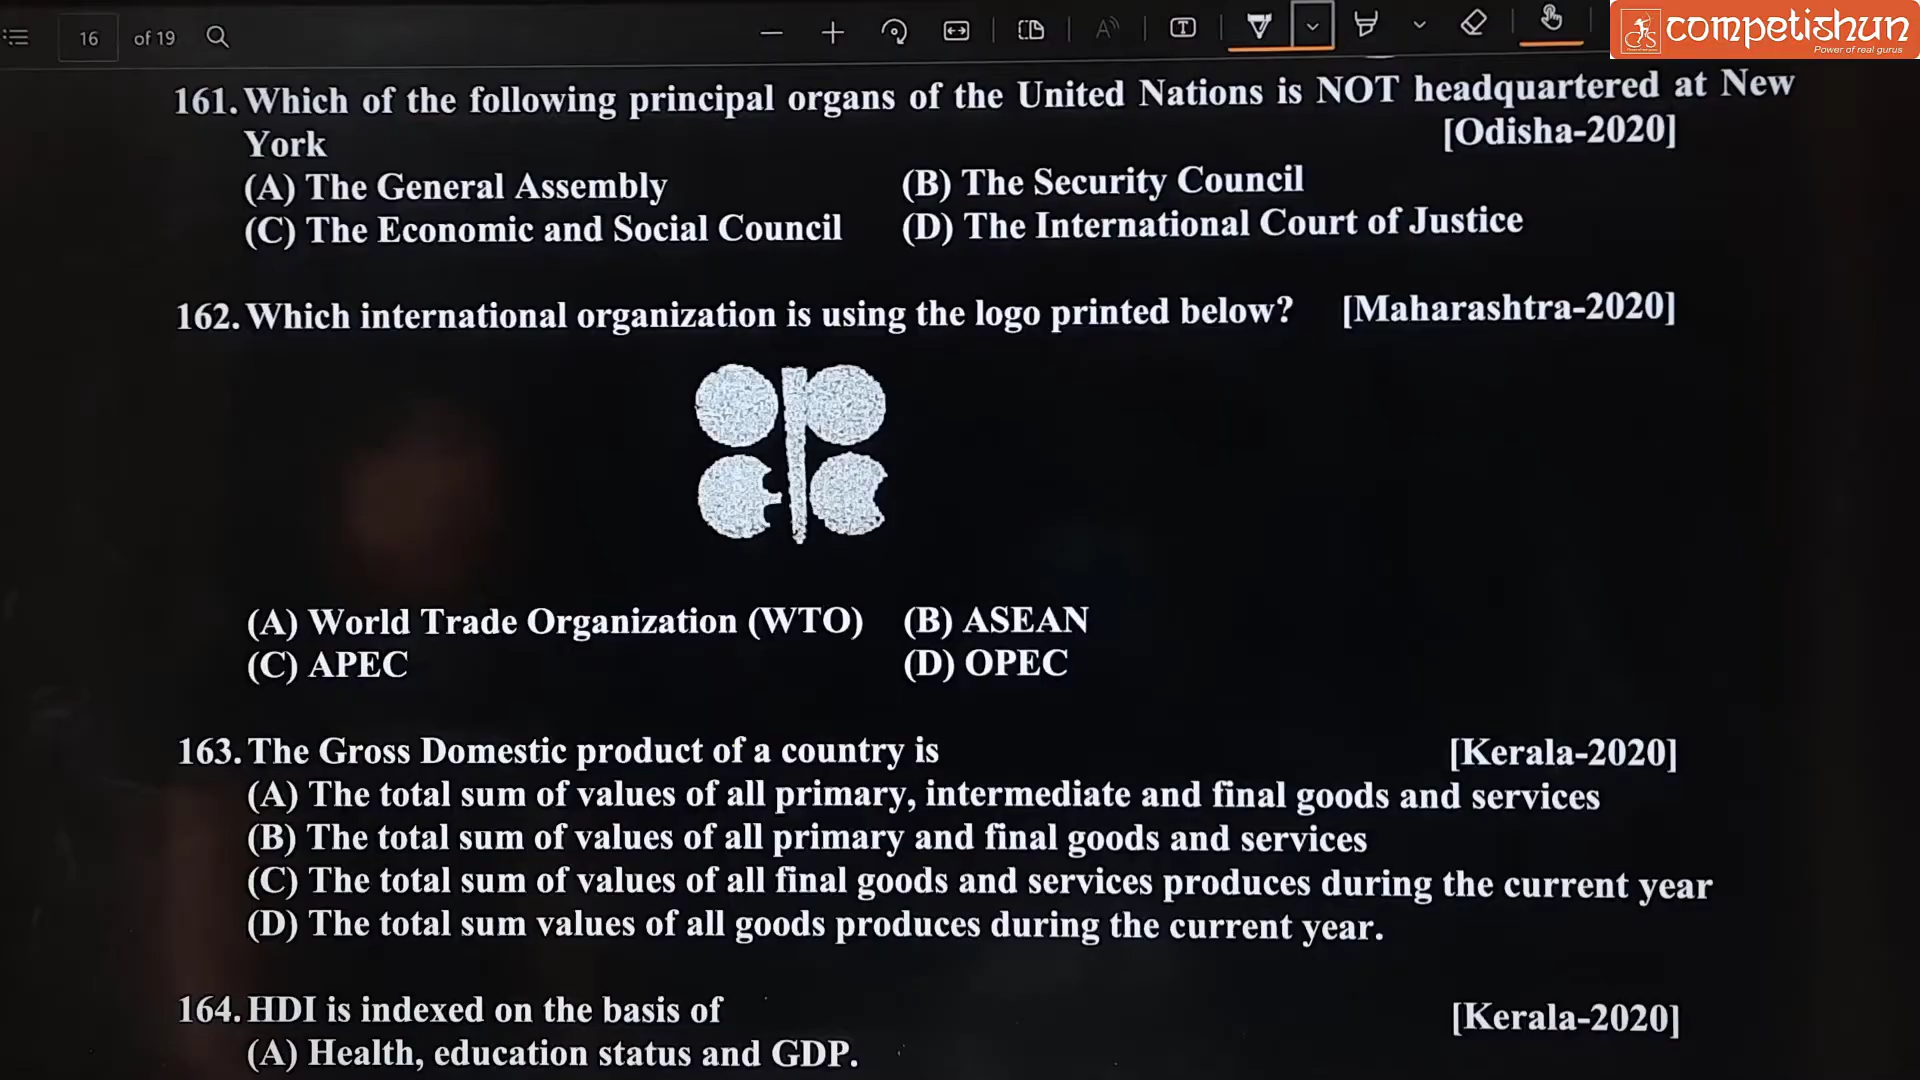 16 of 19
competishun
Power of real gurus
161. Which of the following principal organs of the United Nations is NOT headquartered at New
York [Odisha-2020]
(A) The General Assembly (B) The Security Council
(C) The Economic and Social Council (D) The International Court of Justice
162. Which international organization is using the logo printed below? [Maharashtra-2020]
(A) World Trade Organization (WTO) (B) ASEAN
(C) APEC (D) OPEC
163. The Gross Domestic product of a country is [Kerala-2020]
(A) The total sum of values of all primary, intermediate and final goods and services
(B) The total sum of values of all primary and final goods and services
(C) The total sum of values of all final goods and services produces during the current year
(D) The total sum values of all goods produces during the current year.
164. HDI is indexed on the basis of [Kerala-2020]
(A) Health, education status and GDP.